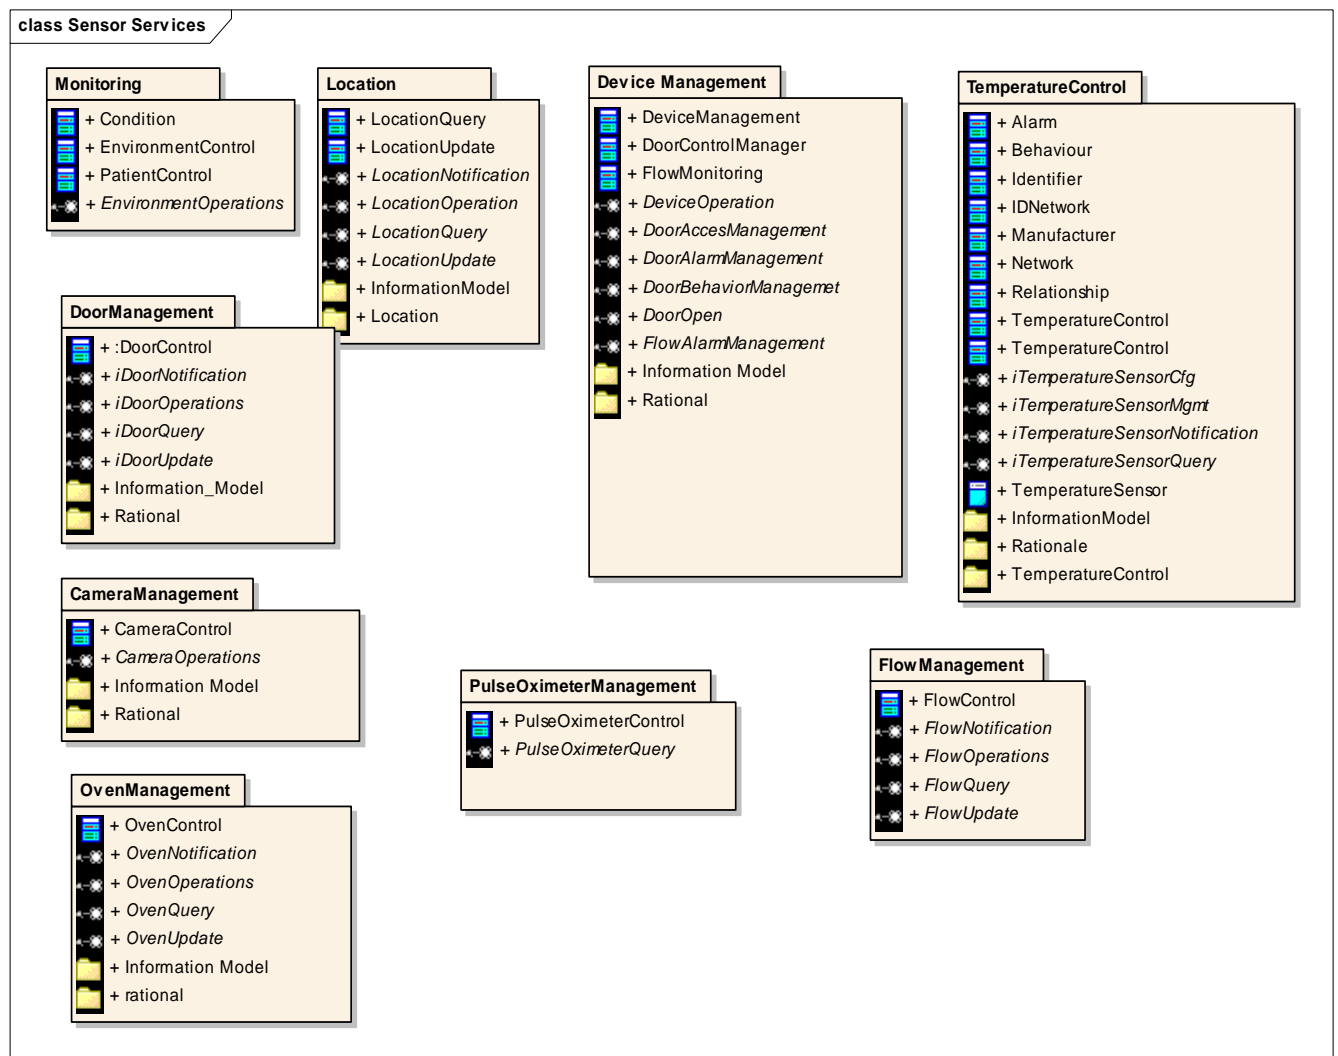 class Sensor Services
Monitoring
+ Condition
+ EnvironmentControl
+ PatientControl
+ EnvironmentOperations
Location
+ LocationQuery
+ LocationUpdate
+ LocationNotification
+ LocationOperation
+ LocationQuery
+ LocationUpdate
+ InformationModel
+ Location
Device Management
+ DeviceManagement
+ DoorControlManager
+ FlowMonitoring
+ DeviceOperation
+ DoorAccesManagement
+ DoorAlarmManagement
+ DoorBehaviorManagemet
+ DoorOpen
+ FlowAlarmManagement
+ Information Model
+ Rational
TemperatureControl
+ Alarm
+ Behaviour
+ Identifier
+ IDNetwork
+ Manufacturer
+ Network
+ Relationship
+ TemperatureControl
+ TemperatureControl
+ iTemperatureSensorCfg
+ iTemperatureSensorMgmt
+ iTemperatureSensorNotification
+ iTemperatureSensorQuery
+ TemperatureSensor
+ InformationModel
+ Rationale
+ TemperatureControl
DoorManagement
+ :DoorControl
+ iDoorNotification
+ iDoorOperations
+ iDoorQuery
+ iDoorUpdate
+ Information_Model
+ Rational
CameraManagement
+ CameraControl
+ CameraOperations
+ Information Model
+ Rational
PulseOximeterManagement
+ PulseOximeterControl
+ PulseOximeterQuery
FlowManagement
+ FlowControl
+ FlowNotification
+ FlowOperations
+ FlowQuery
+ FlowUpdate
OvenManagement
+ OvenControl
+ OvenNotification
+ OvenOperations
+ OvenQuery
+ OvenUpdate
+ Information Model
+ rational